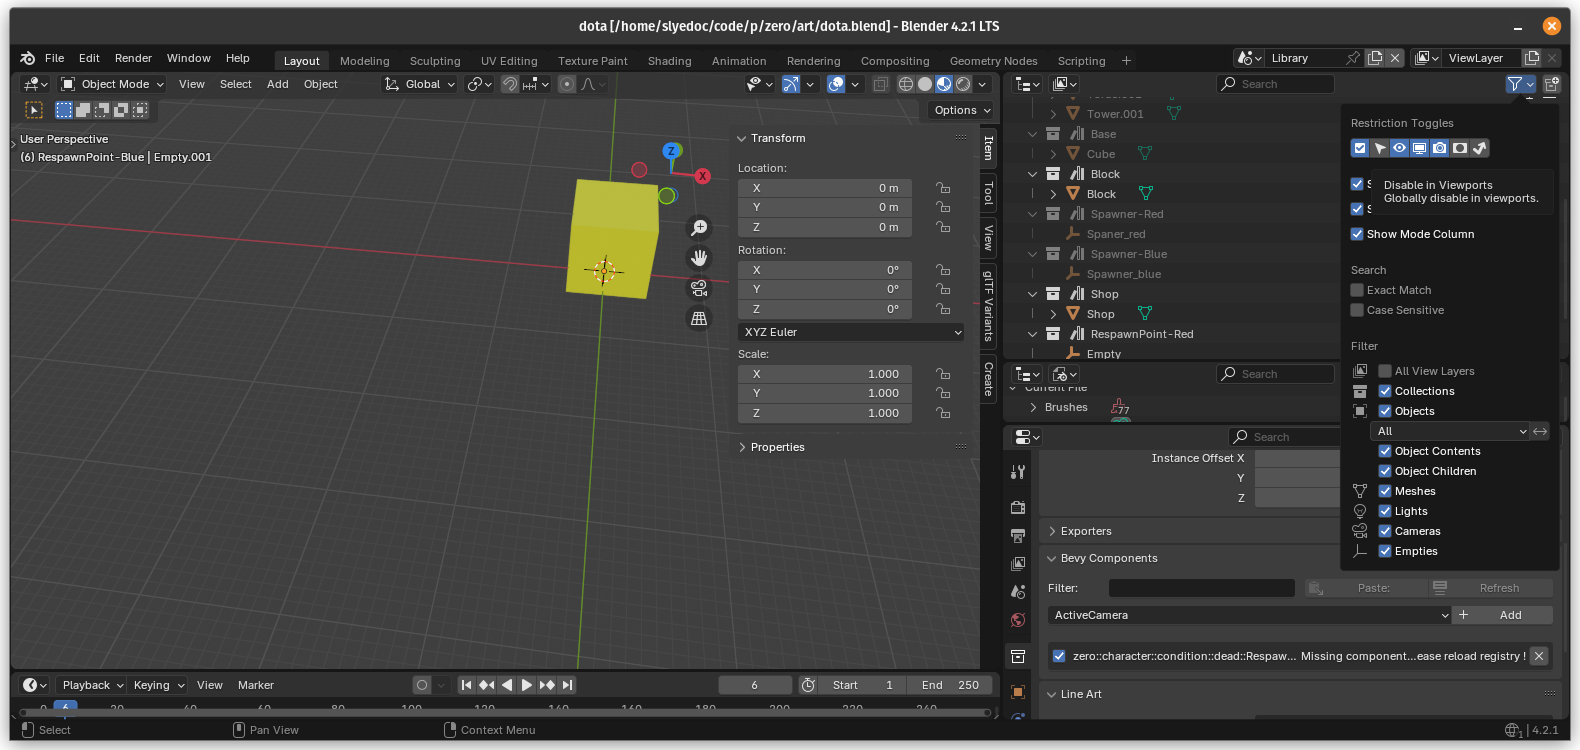 dota [/home/slyedoc/code/p/zero/art/dota.blend] - Blender 4.2.1 LTS
File Edit Render Window Help Layout Modeling Sculpting UV Editing Texture Paint Shading Animation Rendering Compositing Geometry Nodes Scripting + Library ViewLayer
Object Mode View Select Add Object Global Search
Options
User Perspective
(6) RespawnPoint-Blue | Empty.001
Z
X
Transform
Location:
X 0 m
Y 0 m
Z 0 m
Rotation:
X 0°
Y 0°
Z 0°
XYZ Euler
Scale:
X 1.000
Y 1.000
Z 1.000
Properties
Item
Tool
View
glTF Variants
Create
Tower.001
Base
Cube
Block
Block
Spawner-Red
Spaner_red
Spawner-Blue
Spawner_blue
Shop
Shop
RespawnPoint-Red
Empty
Restriction Toggles
Disable in Viewports
Globally disable in viewports.
Show Mode Column
Search
Exact Match
Case Sensitive
Filter
All View Layers
Collections
Objects
All
Object Contents
Object Children
Meshes
Lights
Cameras
Empties
Search
Current File
Brushes 77
Search
Instance Offset X
Y
Z
Exporters
Bevy Components
Filter: Paste: Refresh
ActiveCamera + Add
zero::character::condition::dead::Respaw... Missing component...ease reload registry !
Line Art
Playback Keying View Marker 6 Start 1 End 250
0 6 20 40 60 80 100 120 140 160 180 200 220 240
Select Pan View Context Menu 1 | 4.2.1